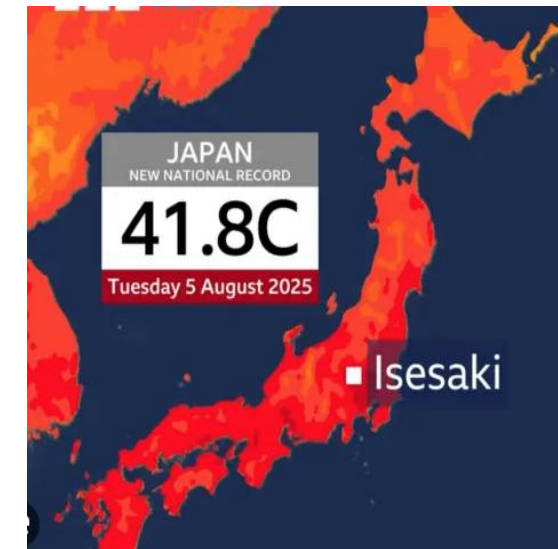 JAPAN
NEW NATIONAL RECORD
41.8C
Tuesday 5 August 2025
Isesaki